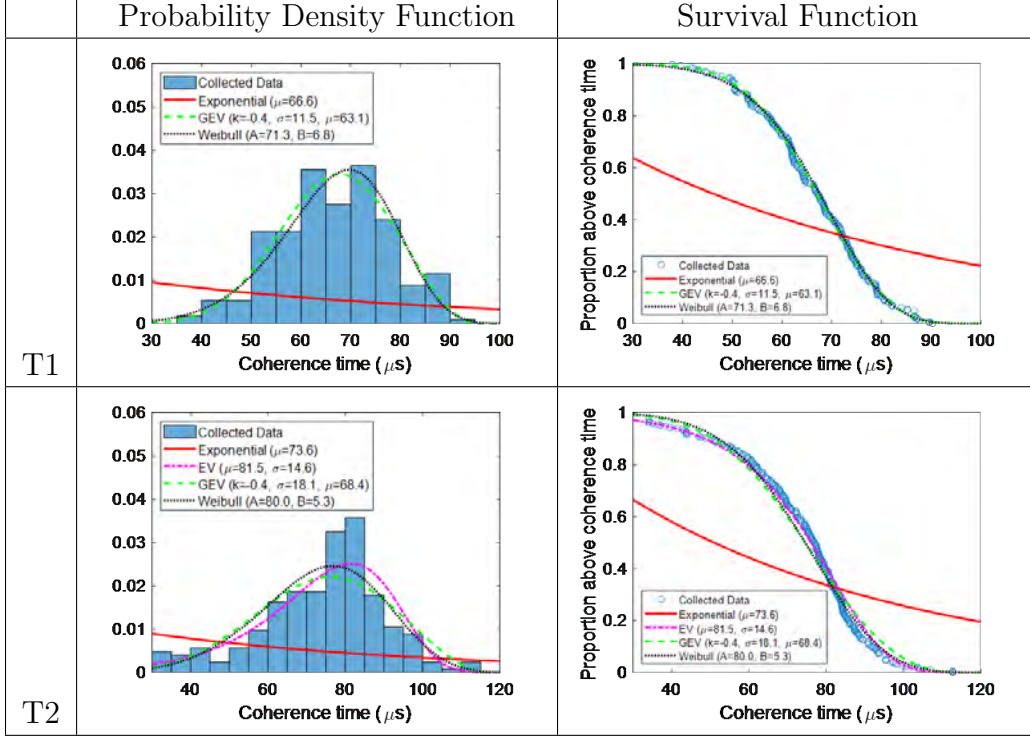 Probability Density Function
Survival Function
T1
0.06
0.05
0.04
0.03
0.02
0.01
0
30 40 50 60 70 80 90 100
Coherence time (μs)
Collected Data
Exponential (μ=66.6)
GEV (k=-0.4, σ=11.5, μ=63.1)
Weibull (A=71.3, B=6.8)
Proportion above coherence time
1
0.8
0.6
0.4
0.2
0
30 40 50 60 70 80 90 100
Coherence time (μs)
Collected Data
Exponential (μ=66.6)
GEV (k=-0.4, σ=11.5, μ=63.1)
Weibull (A=71.3, B=6.8)
T2
0.06
0.05
0.04
0.03
0.02
0.01
0
40 60 80 100 120
Coherence time (μs)
Collected Data
Exponential (μ=73.6)
EV (μ=81.5, σ=14.6)
GEV (k=-0.4, σ=18.1, μ=68.4)
Weibull (A=80.0, B=5.3)
Proportion above coherence time
1
0.8
0.6
0.4
0.2
0
40 60 80 100 120
Coherence time (μs)
Collected Data
Exponential (μ=73.6)
EV (μ=81.5, σ=14.6)
GEV (k=-0.4, σ=18.1, μ=68.4)
Weibull (A=80.0, B=5.3)